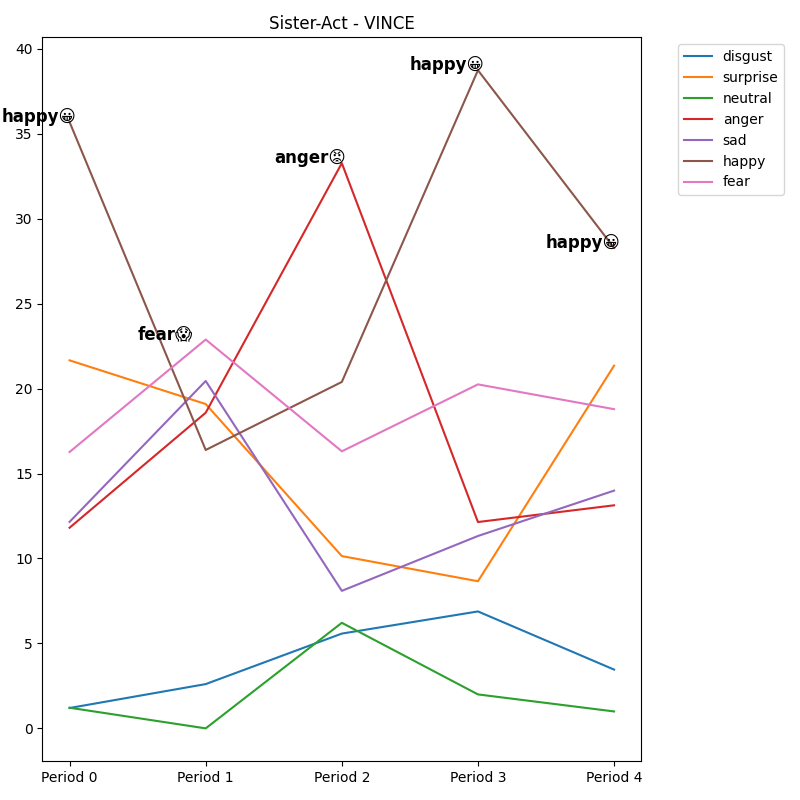 Sister-Act - VINCE
40
35
30
25
20
15
10
5
0
happy😀
fear😱
anger😡
happy😀
happy😀
Period 0
Period 1
Period 2
Period 3
Period 4
disgust
surprise
neutral
anger
sad
happy
fear